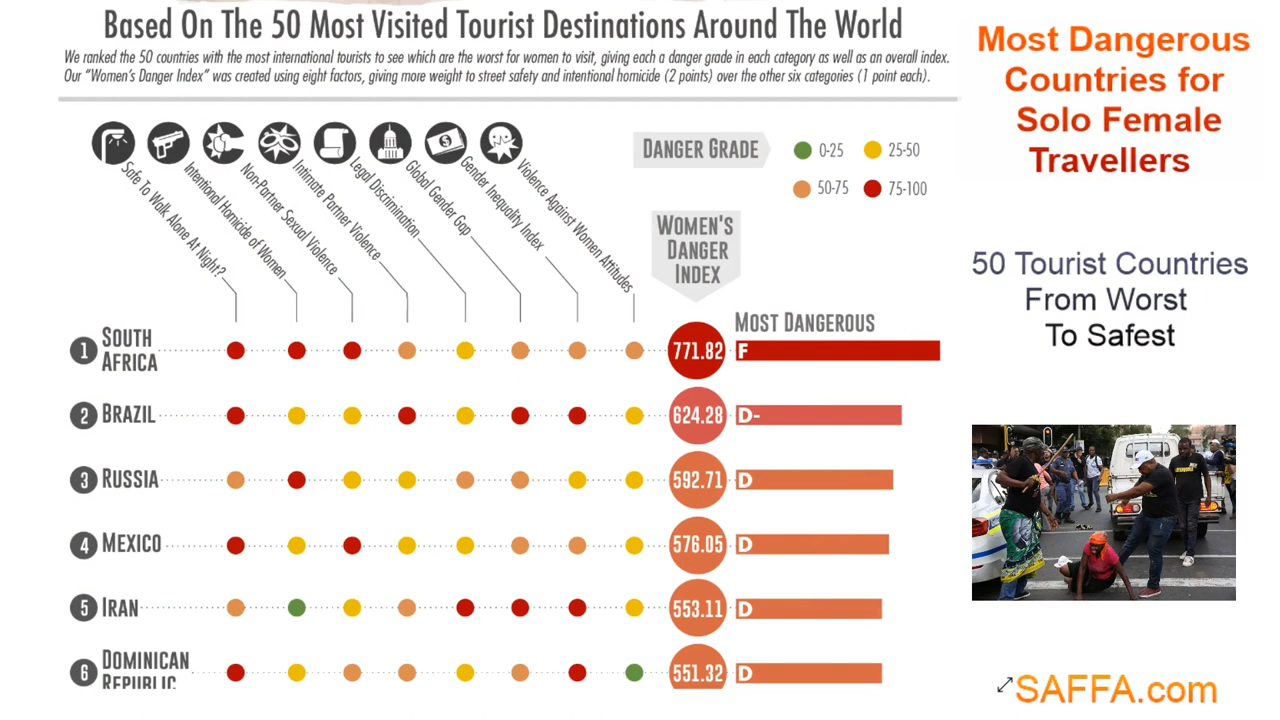 Based On The 50 Most Visited Tourist Destinations Around The World
We ranked the 50 countries with the most international tourists to see which are the worst for women to visit, giving each a danger grade in each category as well as an overall index.
Our "Women's Danger Index" was created using eight factors, giving more weight to street safety and intentional homicide (2 points) over the other six categories (1 point each).
Safe To Walk Alone At Night?
Intentional Homicide of Women
Non-Partner Sexual Violence
Intimate Partner Violence
Legal Discrimination
Global Gender Gap
Gender Inequality Index
Violence Against Women Attitudes
DANGER GRADE
0-25
25-50
50-75
75-100
WOMEN'S
DANGER
INDEX
MOST DANGEROUS
1 SOUTH
AFRICA
771.82 F
2 BRAZIL
624.28 D-
3 RUSSIA
592.71 D
4 MEXICO
576.05 D
5 IRAN
553.11 D
6 DOMINICAN
REPUBLIC
551.32 D
Most Dangerous
Countries for
Solo Female
Travellers
50 Tourist Countries
From Worst
To Safest
SAFFA.com